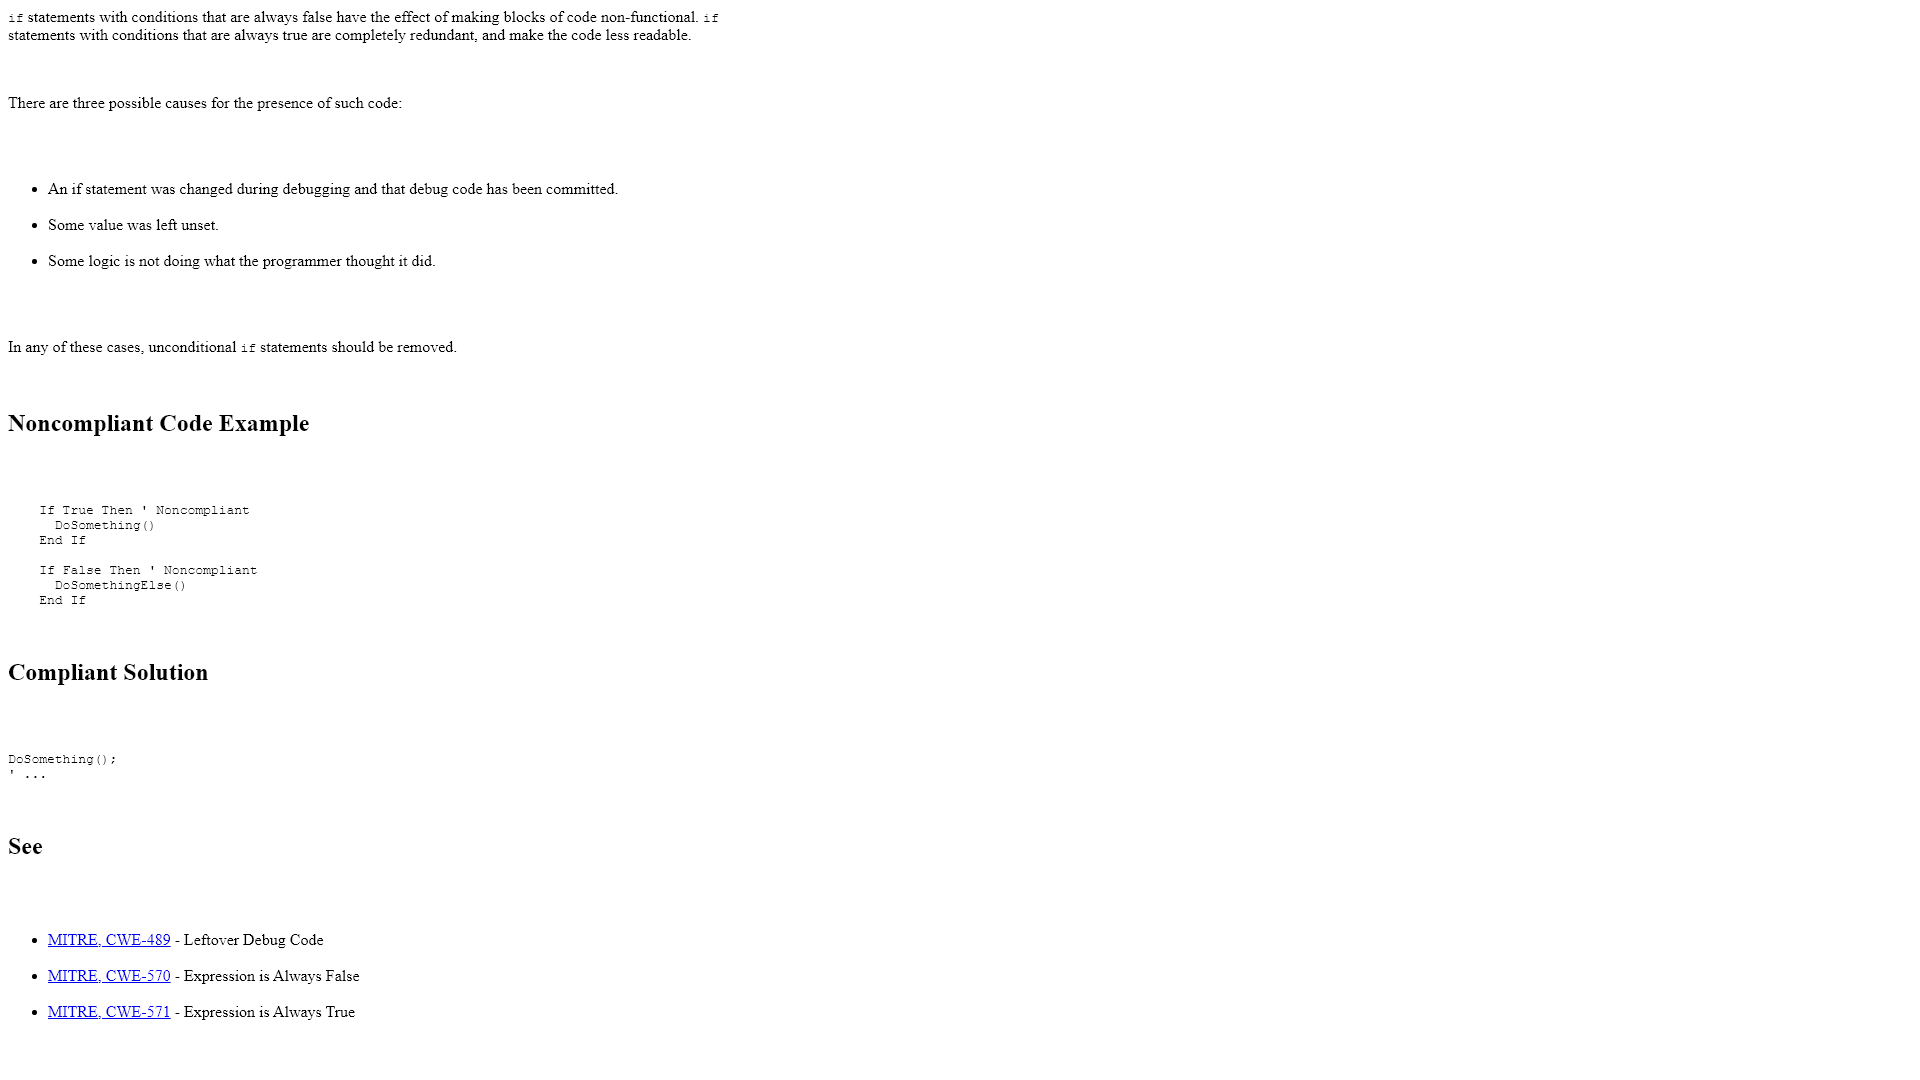 if statements with conditions that are always false have the effect of making blocks of code non-functional. if
statements with conditions that are always true are completely redundant, and make the code less readable.
There are three possible causes for the presence of such code:
• An if statement was changed during debugging and that debug code has been committed.
• Some value was left unset.
• Some logic is not doing what the programmer thought it did.
In any of these cases, unconditional if statements should be removed.
Noncompliant Code Example
If True Then ' Noncompliant
DoSomething()
End If
If False Then ' Noncompliant
DoSomethingElse()
End If
Compliant Solution
DoSomething();
' ...
See
• MITRE, CWE-489 - Leftover Debug Code
• MITRE, CWE-570 - Expression is Always False
• MITRE, CWE-571 - Expression is Always True